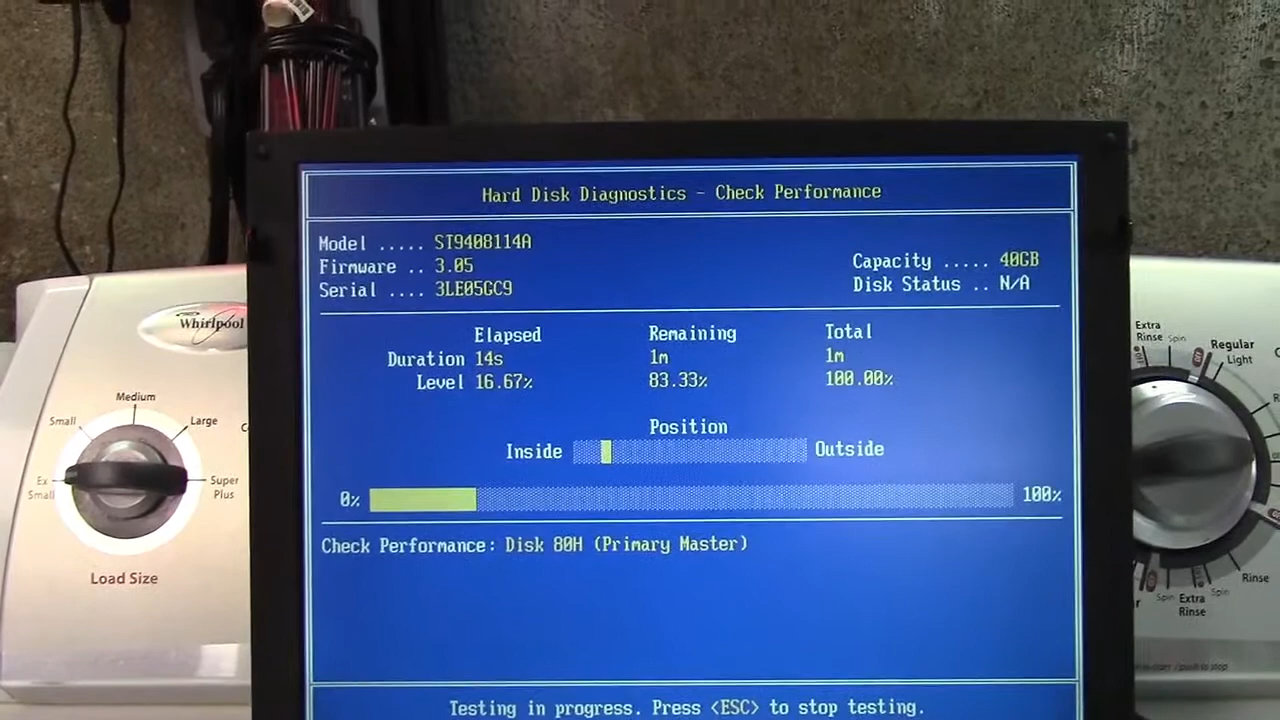 Hard Disk Diagnostics - Check Performance
Model ..... ST9408114A
Firmware .. 3.05
Serial .... 3LE05GC9
Capacity ..... 40GB
Disk Status .. N/A
Elapsed Remaining Total
Duration 14s 1m 1m
Level 16.67% 83.33% 100.00%
Position
Inside Outside
0% 100%
Check Performance: Disk 80H (Primary Master)
Testing in progress. Press <ESC> to stop testing.
Whirlpool
Medium
Small
Large
Ex
Small
Super
Plus
Load Size
Extra
Rinse
Spin
Regular
Light
Rinse
Spin
Extra
Rinse
Spin